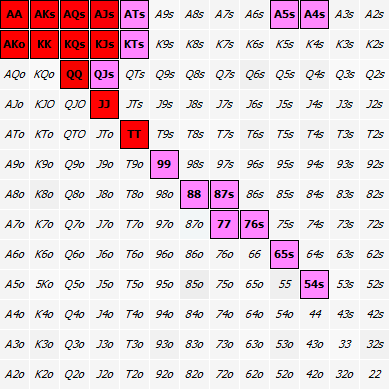 AA AKs AQs AJs ATs A9s A8s A7s A6s A5s A4s A3s A2s
AKo KK KQs KJs KTs K9s K8s K7s K6s K5s K4s K3s K2s
AQo KQo QQ QJs QTs Q9s Q8s Q7s Q6s Q5s Q4s Q3s Q2s
AJo KJO QJO JJ JTs J9s J8s J7s J6s J5s J4s J3s J2s
ATo KTo QTO JTo TT T9s T8s T7s T6s T5s T4s T3s T2s
A9o K9o Q9o J9o T9o 99 98s 97s 96s 95s 94s 93s 92s
A8o K8o Q8o J8o T8o 98o 88 87s 86s 85s 84s 83s 82s
A7o K7o Q7o J7o T7o 97o 87o 77 76s 75s 74s 73s 72s
A6o K6o Q6o J6o T6o 96o 86o 76o 66 65s 64s 63s 62s
A5o 5Ko Q5o J5o T5o 95o 85o 75o 65o 55 54s 53s 52s
A4o K4o Q4o J4o T4o 94o 84o 74o 64o 54o 44 43s 42s
A3o K3o Q3o J3o T3o 93o 83o 73o 63o 53o 43o 33 32s
A2o K2o Q2o J2o T2o 92o 82o 72o 62o 52o 42o 32o 22